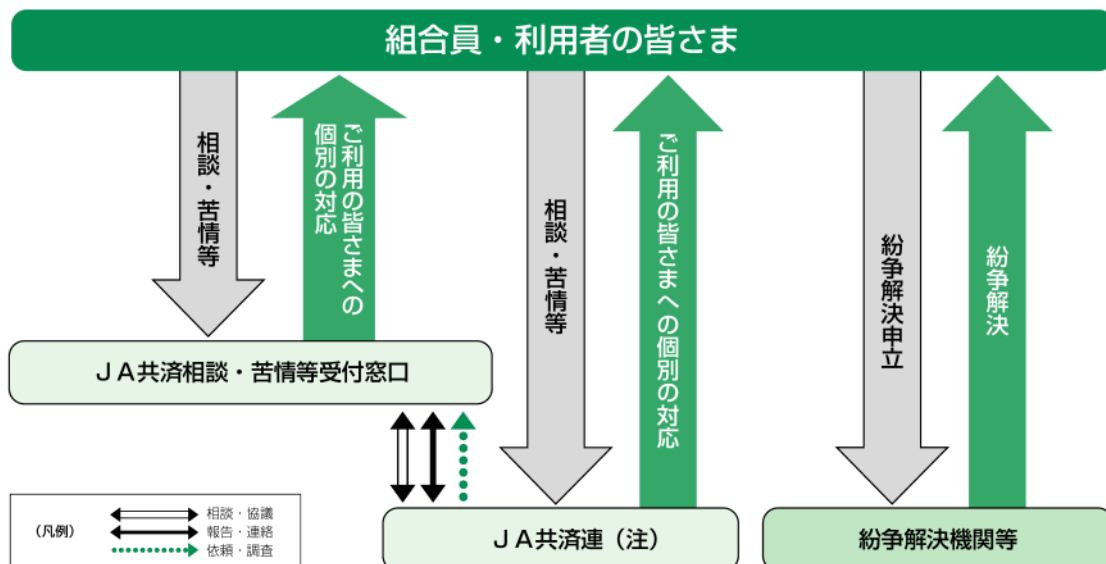 組合員・利用者の皆さま
相談・苦情等
ご利用の皆さまへの
個別の対応
相談・苦情等
ご利用の皆さまへの個別の対応
紛争解決申立
紛争解決
ＪＡ共済相談・苦情等受付窓口
（凡例）
相談・協議
報告・連絡
依頼・調査
ＪＡ共済連（注）
紛争解決機関等